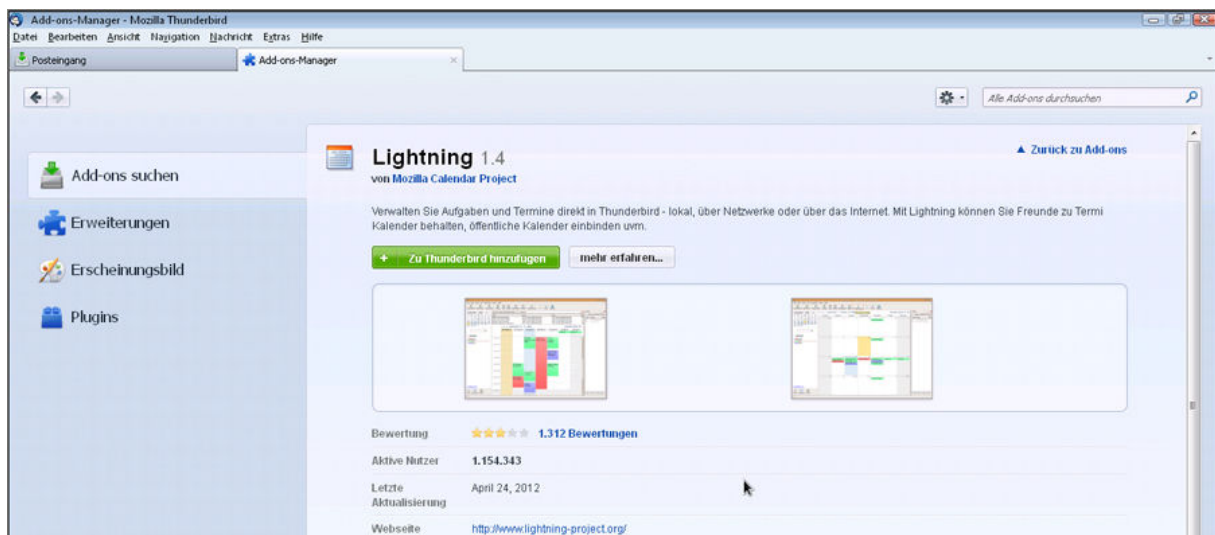 Add-ons-Manager - Mozilla Thunderbird
Datei Bearbeiten Ansicht Navigation Nachricht Extras Hilfe
Posteingang
Add-ons-Manager
Alle Add-ons durchsuchen
Add-ons suchen
Erweiterungen
Erscheinungsbild
Plugins
Lightning 1.4
Zurück zu Add-ons
von Mozilla Calendar Project
Verwalten Sie Aufgaben und Termine direkt in Thunderbird - lokal, über Netzwerke oder über das Internet. Mit Lightning können Sie Freunde zu Termi
Kalender behalten, öffentliche Kalender einbinden uvm.
+ Zu Thunderbird hinzufügen
mehr erfahren...
Bewertung 1.312 Bewertungen
Aktive Nutzer 1.154.343
Letzte April 24, 2012
Aktualisierung
Webseite http://www.lightning-project.org/